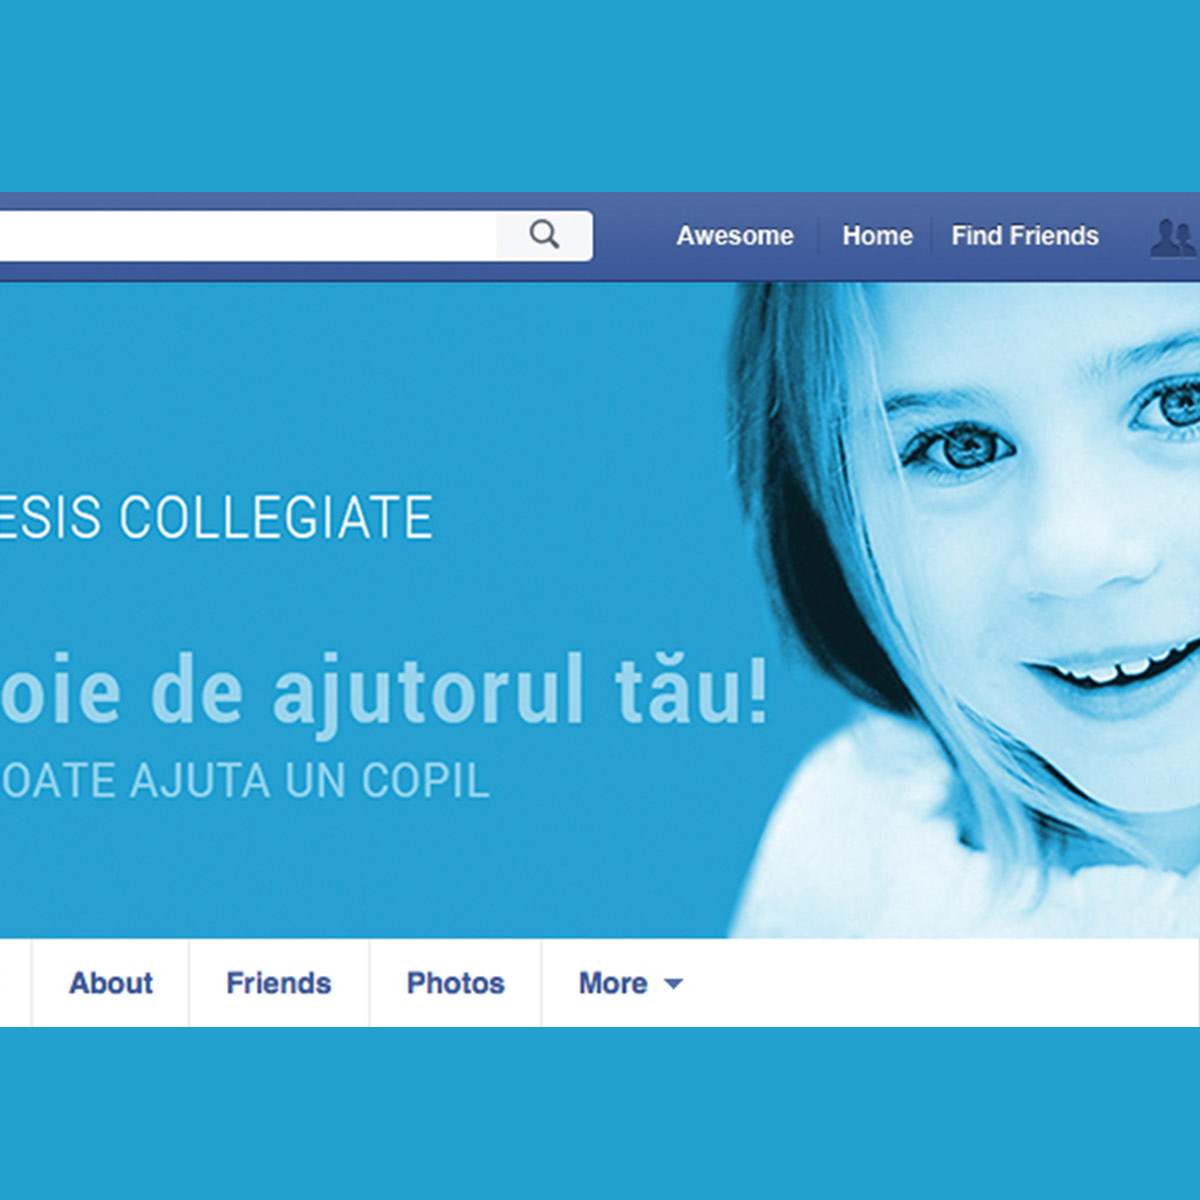 Awesome Home Find Friends
ESIS COLLEGIATE
oie de ajutorul tău!
OATE AJUTA UN COPIL
About Friends Photos More